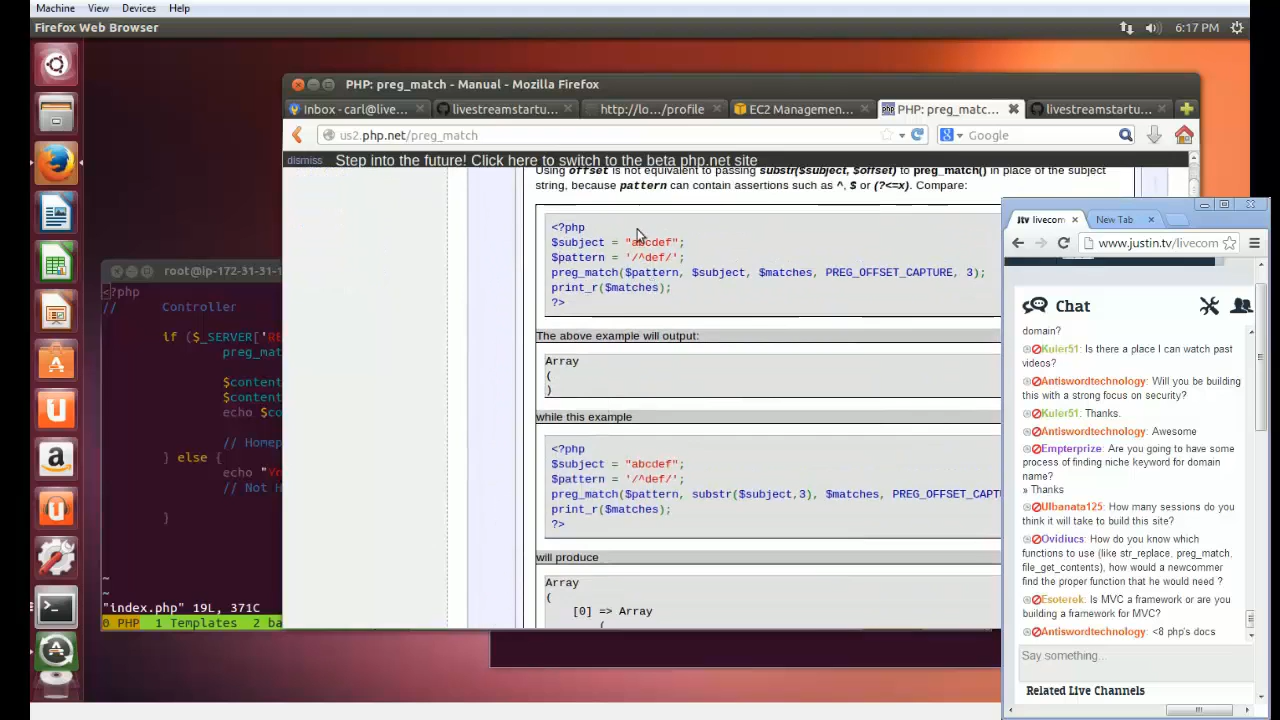 Machine View Devices Help
Firefox Web Browser
6:17 PM
PHP: preg_match - Manual - Mozilla Firefox
Inbox - carl@live...
livestreamstartu...
http://lo.../profile
EC2 Managemen...
PHP: preg_matc...
livestreamstartu...
us2.php.net/preg_match
Google
dismiss Step into the future! Click here to switch to the beta php.net site
Using offset is not equivalent to passing substr($subject, $offset) to preg_match() in place of the subject
string, because pattern can contain assertions such as ^, $ or (?<=x). Compare:
<?php
$subject = "abcdef";
$pattern = '/^def/';
preg_match($pattern, $subject, $matches, PREG_OFFSET_CAPTURE, 3);
print_r($matches);
?>
The above example will output:
Array
(
)
while this example
<?php
$subject = "abcdef";
$pattern = '/^def/';
preg_match($pattern, substr($subject,3), $matches, PREG_OFFSET_CAPTU
print_r($matches);
?>
will produce
Array
(
[0] => Array
(
root@ip-172-31-31-1
<?php
// Controller
if ($_SERVER['RE
preg_mat
$content
$content
echo $co
// Homep
} else {
echo "Yn
// Not H
}
~
~
"index.php" 19L, 371C
0 PHP 1 Templates 2 ba
jtv livecom
New Tab
www.justin.tv/livecom
Chat
domain?
Kuler51: Is there a place I can watch past
videos?
Antiswordtechnology: Will you be building
this with a strong focus on security?
Kuler51: Thanks.
Antiswordtechnology: Awesome
Empterprize: Are you going to have some
process of finding niche keyword for domain
name?
» Thanks
Ulbanata125: How many sessions do you
think it will take to build this site?
Ovidiucs: How do you know which
functions to use (like str_replace, preg_match,
file_get_contents), how would a newcommer
find the proper function that he would need ?
Esoterek: Is MVC a framework or are you
building a framework for MVC?
Antiswordtechnology: <8 php's docs
Say something...
Related Live Channels